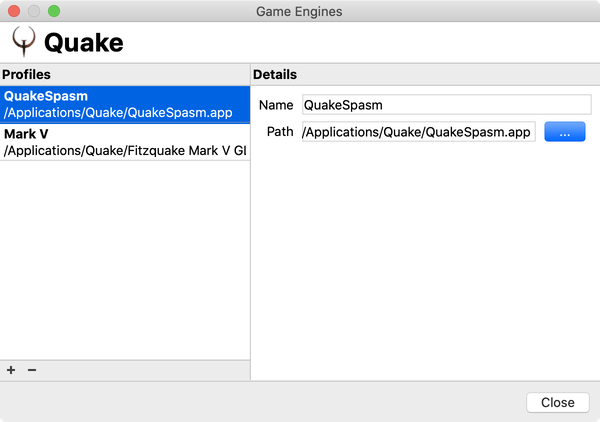 Game Engines
Quake
Profiles
QuakeSpasm
/Applications/Quake/QuakeSpasm.app
Mark V
/Applications/Quake/Fitzquake Mark V Gl
+ −
Details
Name QuakeSpasm
Path /Applications/Quake/QuakeSpasm.app ...
Close